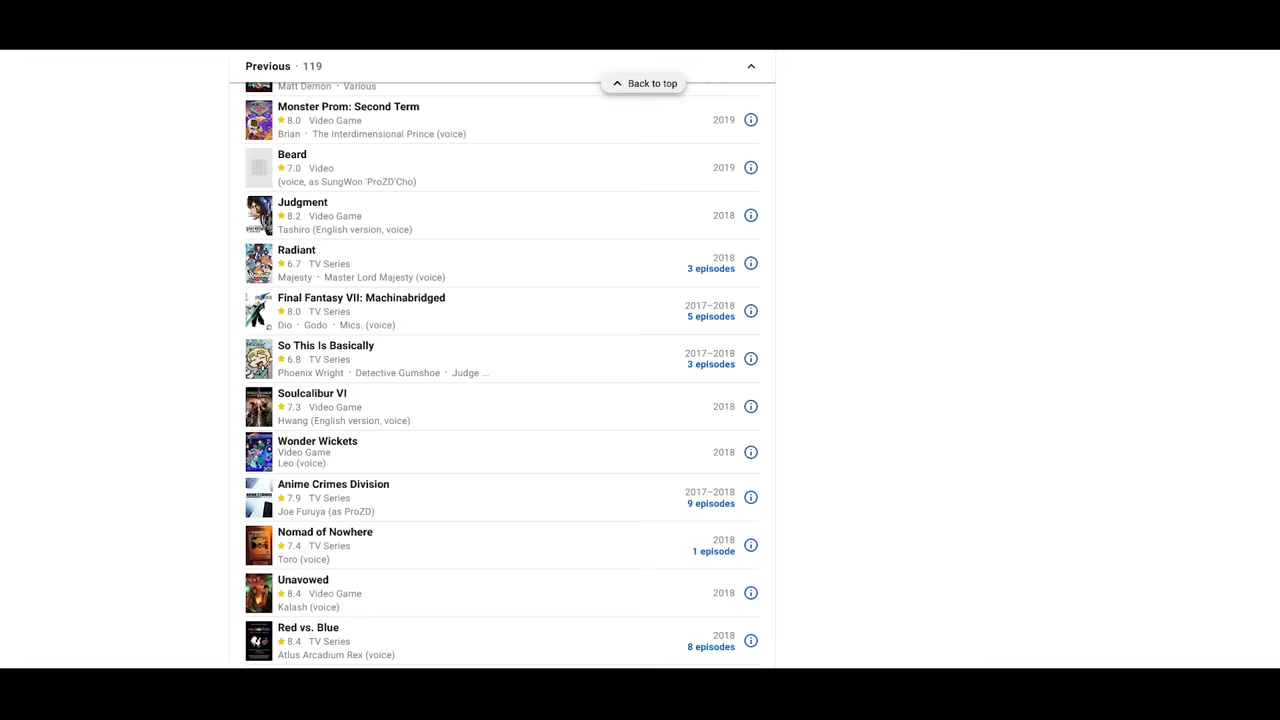 Previous · 119
Back to top
Matt Demon · Various
Monster Prom: Second Term
8.0 Video Game
2019
Brian · The Interdimensional Prince (voice)
Beard
7.0 Video
2019
(voice, as SungWon 'ProZD'Cho)
Judgment
8.2 Video Game
2018
Tashiro (English version, voice)
Radiant
6.7 TV Series
2018
3 episodes
Majesty · Master Lord Majesty (voice)
Final Fantasy VII: Machinabridged
8.0 TV Series
2017–2018
5 episodes
Dio · Godo · Mics. (voice)
So This Is Basically
6.8 TV Series
2017–2018
3 episodes
Phoenix Wright · Detective Gumshoe · Judge ...
Soulcalibur VI
7.3 Video Game
2018
Hwang (English version, voice)
Wonder Wickets
Video Game
2018
Leo (voice)
Anime Crimes Division
7.9 TV Series
2017–2018
9 episodes
Joe Furuya (as ProZD)
Nomad of Nowhere
7.4 TV Series
2018
1 episode
Toro (voice)
Unavowed
8.4 Video Game
2018
Kalash (voice)
Red vs. Blue
8.4 TV Series
2018
8 episodes
Atlus Arcadium Rex (voice)